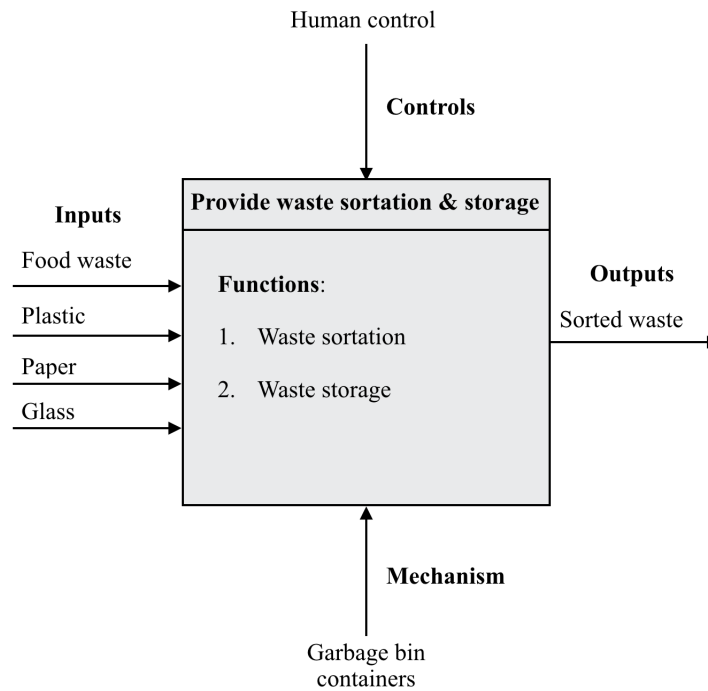 Human control
Controls
Provide waste sortation & storage
Inputs
Food waste
Plastic
Paper
Glass
Functions:
1. Waste sortation
2. Waste storage
Outputs
Sorted waste
Mechanism
Garbage bin
containers